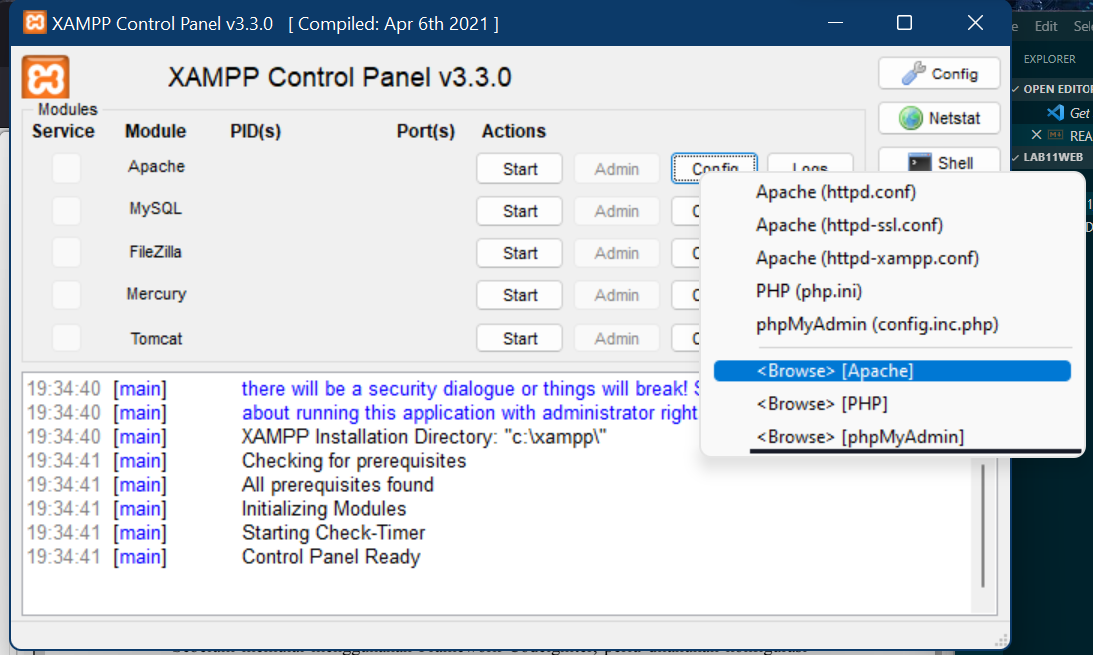 XAMPP Control Panel v3.3.0 [ Compiled: Apr 6th 2021 ]
Edit
XAMPP Control Panel v3.3.0
Config
EXPLORER
Modules
Service Module PID(s) Port(s) Actions
Netstat
OPEN EDITO
Get
REA
Apache Start Admin Config Logs
Shell
LAB11WEB
MySQL Start Admin
FileZilla Start Admin
Mercury Start Admin
Tomcat Start Admin
Apache (httpd.conf)
Apache (httpd-ssl.conf)
Apache (httpd-xampp.conf)
PHP (php.ini)
phpMyAdmin (config.inc.php)
<Browse> [Apache]
<Browse> [PHP]
<Browse> [phpMyAdmin]
19:34:40 [main] there will be a security dialogue or things will break! S
19:34:40 [main] about running this application with administrator right
19:34:40 [main] XAMPP Installation Directory: "c:\xampp\"
19:34:41 [main] Checking for prerequisites
19:34:41 [main] All prerequisites found
19:34:41 [main] Initializing Modules
19:34:41 [main] Starting Check-Timer
19:34:41 [main] Control Panel Ready